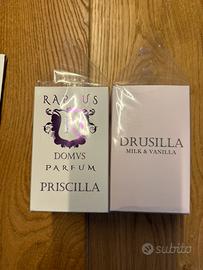 DOMVS
PARFUM
PRISCILLA
DRUSILLA
MILK & VANILLA
subito